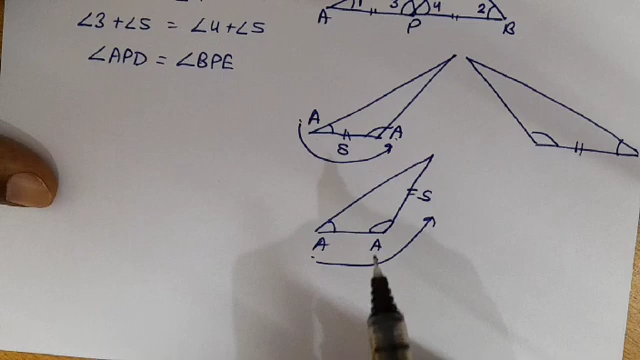 ∠3+∠5 = ∠4+∠5
∠APD = ∠BPE
A 1 3 4 2 B
P
A A
S
S
A A